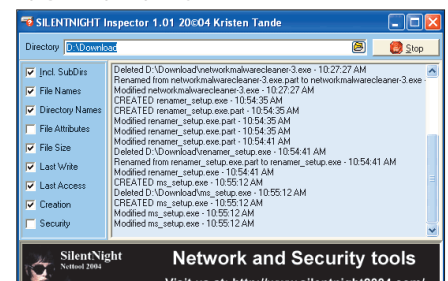 SILENTNIGHT Inspector 1.01 20©04 Kristen Tande
Directory D:\Download Stop
Incl. SubDirs
File Names
Directory Names
File Attributes
File Size
Last Write
Last Access
Creation
Security
Deleted D:\Download\networkmalwarecleaner-3.exe - 10:27:27 AM
Renamed from networkmalwarecleaner-3.exe.part to networkmalwarecleaner-3.exe -
Modified networkmalwarecleaner-3.exe - 10:27:27 AM
CREATED renamer_setup.exe - 10:54:35 AM
CREATED renamer_setup.exe.part - 10:54:35 AM
Modified renamer_setup.exe.part - 10:54:35 AM
Modified renamer_setup.exe.part - 10:54:41 AM
Deleted D:\Download\renamer_setup.exe - 10:54:41 AM
Renamed from renamer_setup.exe.part to renamer_setup.exe - 10:54:41 AM
Modified renamer_setup.exe - 10:54:41 AM
CREATED ms_setup.exe - 10:55:12 AM
Deleted D:\Download\ms_setup.exe - 10:55:12 AM
CREATED ms_setup.exe - 10:55:12 AM
Modified ms_setup.exe - 10:55:12 AM
Modified ms_setup.exe - 10:55:12 AM
SilentNight
Nettool 2004
Network and Security tools
Visit us at: http://www.silentnight2004.com/